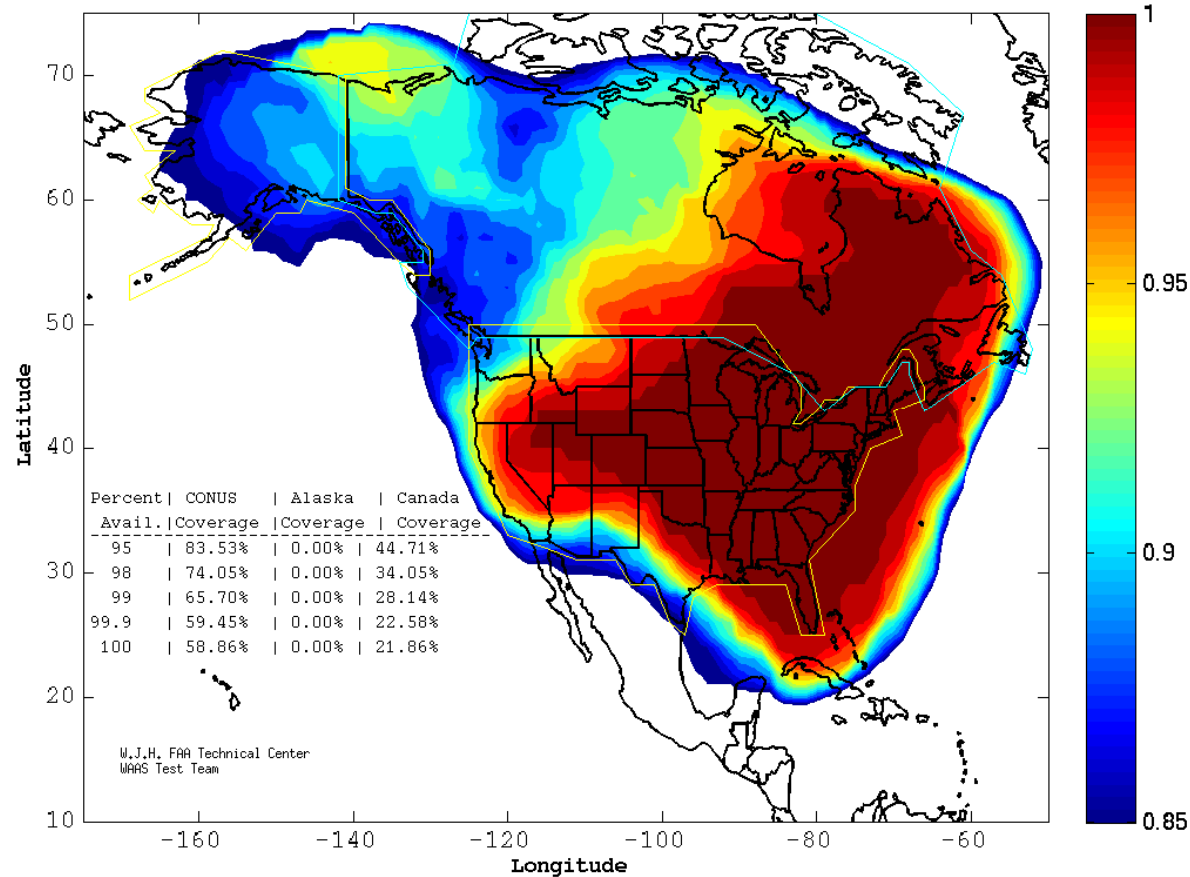 1
70
60
0.95
50
Latitude
40
Percent| CONUS | Alaska | Canada
Avail.|Coverage |Coverage | Coverage
95 | 83.53% | 0.00% | 44.71%
0.9
98 | 74.05% | 0.00% | 34.05%
30
99 | 65.70% | 0.00% | 28.14%
99.9 | 59.45% | 0.00% | 22.58%
100 | 58.86% | 0.00% | 21.86%
20
W.J.H. FAA Technical Center
WAAS Test Team
10
0.85
-160 -140 -120 -100 -80 -60
Longitude